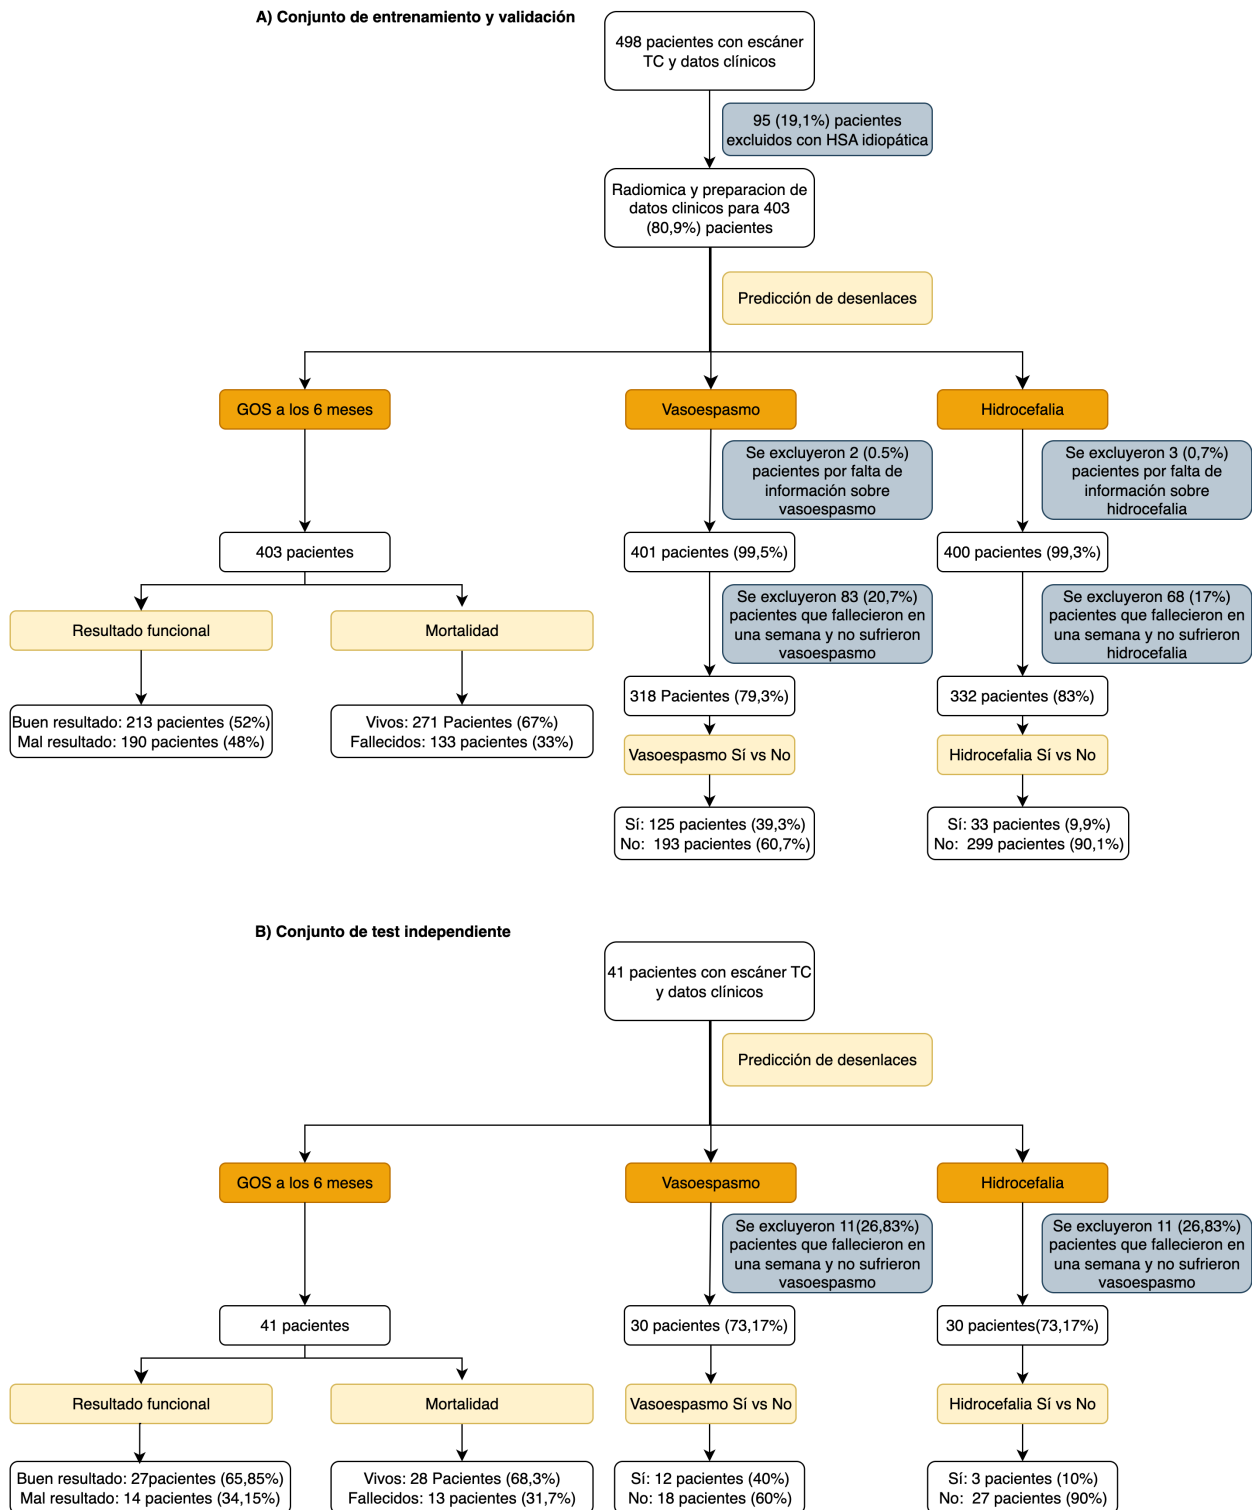 A) Conjunto de entrenamiento y validación
498 pacientes con escáner
TC y datos clínicos
95 (19,1%) pacientes
excluidos con HSA idiopática
Radiomica y preparacion de
datos clinicos para 403
(80,9%) pacientes
Predicción de desenlaces
GOS a los 6 meses
Vasoespasmo
Hidrocefalia
Se excluyeron 2 (0.5%)
pacientes por falta de
información sobre
vasoespasmo
Se excluyeron 3 (0,7%)
pacientes por falta de
información sobre
hidrocefalia
403 pacientes
401 pacientes (99,5%)
400 pacientes (99,3%)
Se excluyeron 83 (20,7%)
pacientes que fallecieron en
una semana y no sufrieron
vasoespasmo
Se excluyeron 68 (17%)
pacientes que fallecieron en
una semana y no sufrieron
hidrocefalia
Resultado funcional
Mortalidad
318 Pacientes (79,3%)
332 pacientes (83%)
Buen resultado: 213 pacientes (52%)
Mal resultado: 190 pacientes (48%)
Vivos: 271 Pacientes (67%)
Fallecidos: 133 pacientes (33%)
Vasoespasmo Sí vs No
Hidrocefalia Sí vs No
Sí: 125 pacientes (39,3%)
No: 193 pacientes (60,7%)
Sí: 33 pacientes (9,9%)
No: 299 pacientes (90,1%)
B) Conjunto de test independiente
41 pacientes con escáner TC
y datos clínicos
Predicción de desenlaces
GOS a los 6 meses
Vasoespasmo
Hidrocefalia
Se excluyeron 11(26,83%)
pacientes que fallecieron en
una semana y no sufrieron
vasoespasmo
Se excluyeron 11 (26,83%)
pacientes que fallecieron en
una semana y no sufrieron
vasoespasmo
41 pacientes
30 pacientes (73,17%)
30 pacientes(73,17%)
Resultado funcional
Mortalidad
Vasoespasmo Sí vs No
Hidrocefalia Sí vs No
Buen resultado: 27pacientes (65,85%)
Mal resultado: 14 pacientes (34,15%)
Vivos: 28 Pacientes (68,3%)
Fallecidos: 13 pacientes (31,7%)
Sí: 12 pacientes (40%)
No: 18 pacientes (60%)
Sí: 3 pacientes (10%)
No: 27 pacientes (90%)